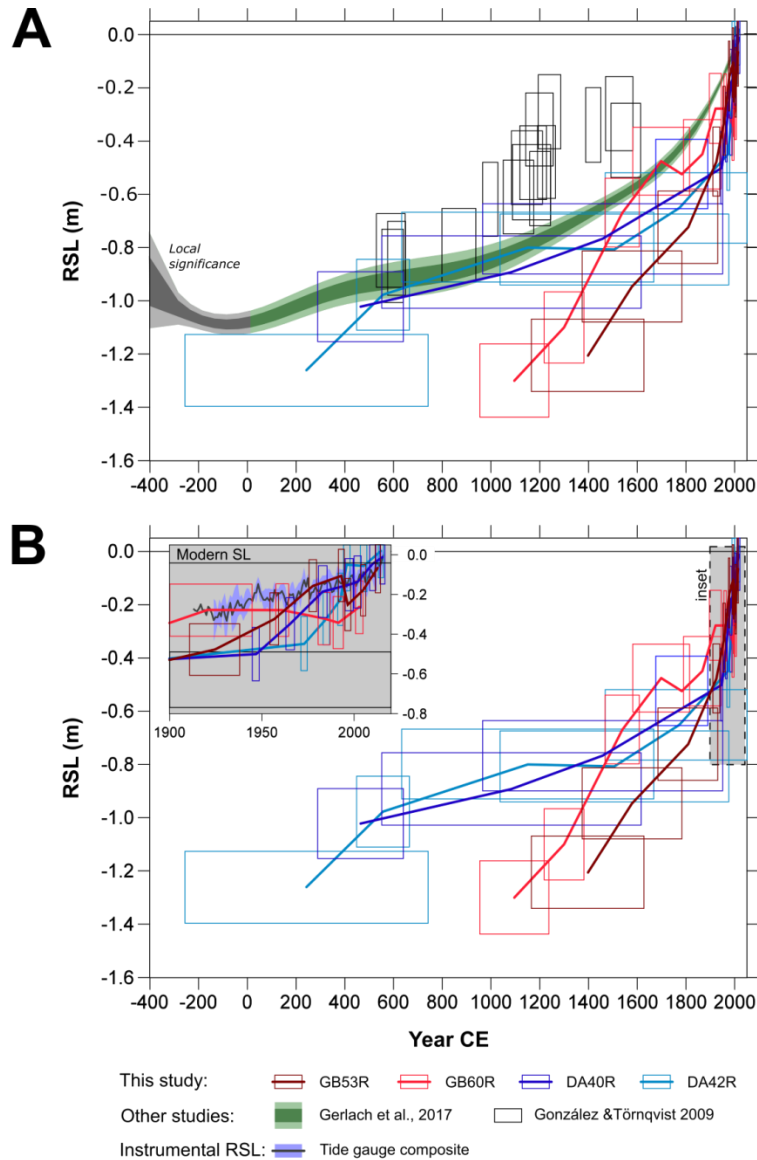 A
0.0
-0.2
-0.4
-0.6
-0.8
-1.0
-1.2
-1.4
-1.6
RSL (m)
Local
significance
-400 -200 0 200 400 600 800 1000 1200 1400 1600 1800 2000
B
0.0
-0.2
-0.4
-0.6
-0.8
-1.0
-1.2
-1.4
-1.6
RSL (m)
Modern SL
0.0
-0.2
-0.4
-0.6
-0.8
1900 1950 2000
inset
-400 -200 0 200 400 600 800 1000 1200 1400 1600 1800 2000
Year CE
This study: GB53R GB60R DA40R DA42R
Other studies: Gerlach et al., 2017 González &Törnqvist 2009
Instrumental RSL: Tide gauge composite